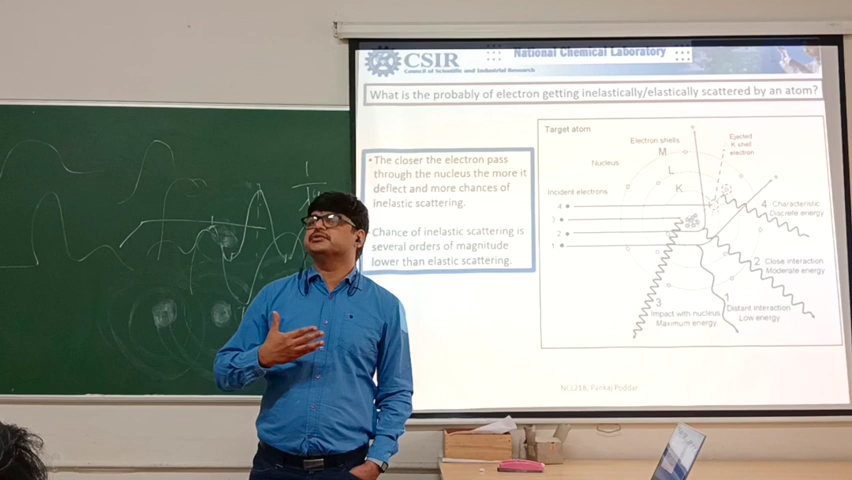 CSIR
Council of Scientific and Industrial Research
National Chemical Laboratory
What is the probably of electron getting inelastically/elastically scattered by an atom?
• The closer the electron pass
through the nucleus the more it
deflect and more chances of
inelastic scattering.
Chance of inelastic scattering is
several orders of magnitude
lower than elastic scattering.
Target atom
Electron shells
Nucleus
M
L
K
Ejected
K shell
electron
Incident electrons
4
3
2
1
4 Characteristic
Discrete energy
2 Close interaction
Moderate energy
1
Distant interaction
Low energy
3
Impact with nucleus
Maximum energy
NCL218, Pankaj Poddar
1